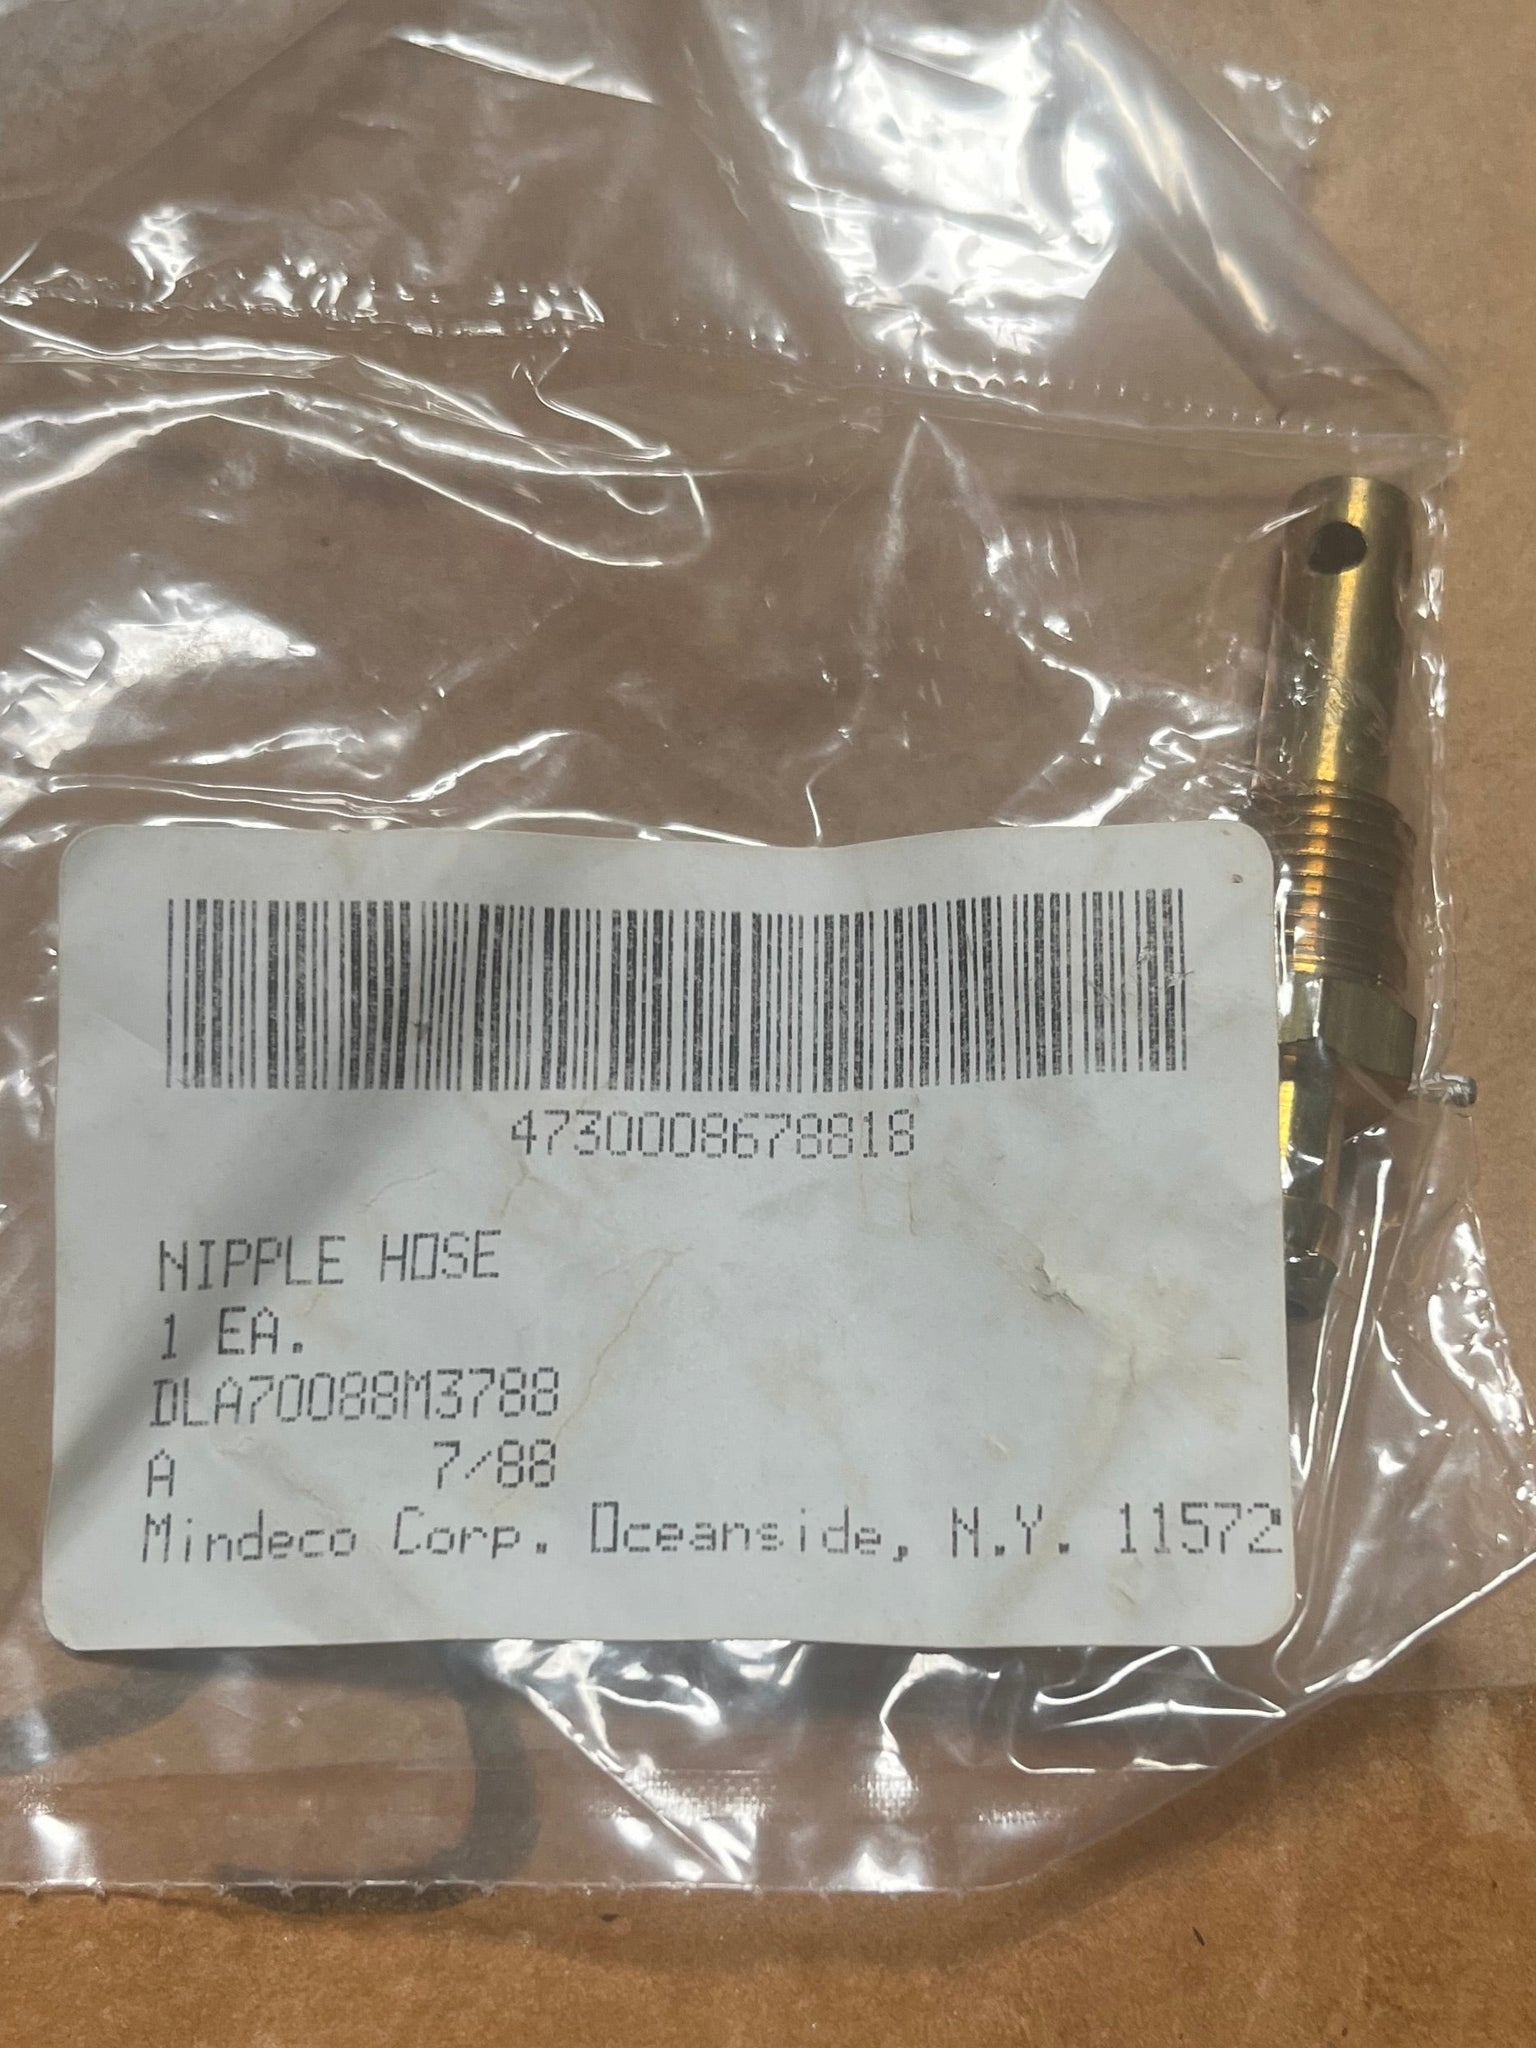 4730008678818
NIPPLE HOSE
1 EA.
DLA70088M3788
A 7/88
Mindeco Corp. Oceanside, N.Y. 11572